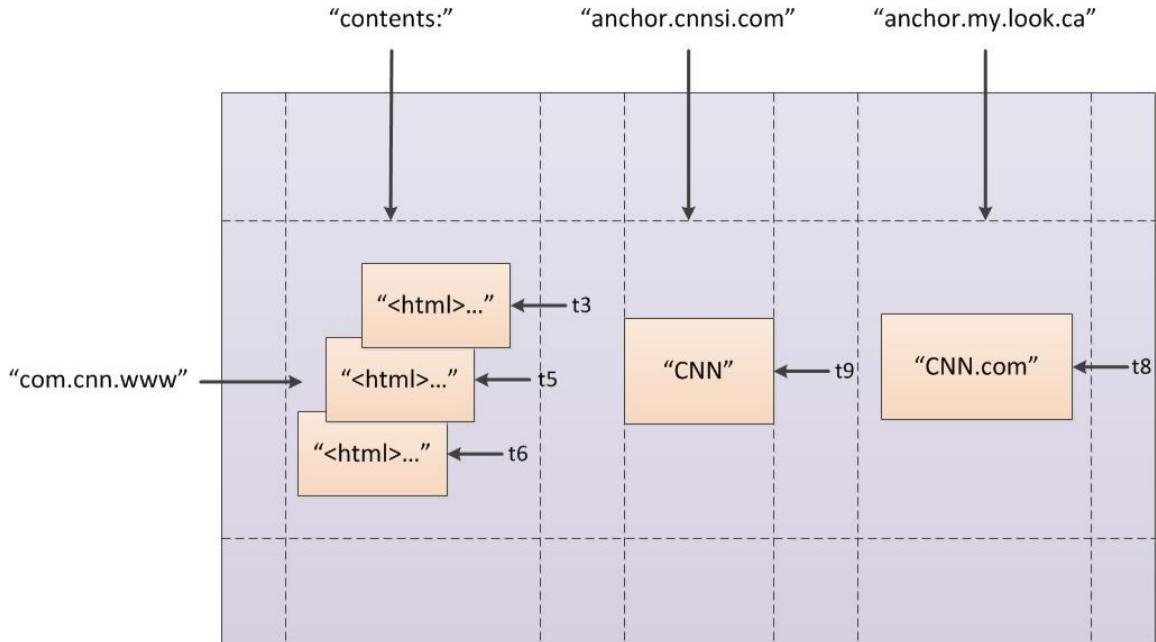 “contents:”
“anchor.cnnsi.com”
“anchor.my.look.ca”
“<html>...”
t3
“com.cnn.www”
“<html>...”
t5
“CNN”
t9
“CNN.com”
t8
“<html>...”
t6